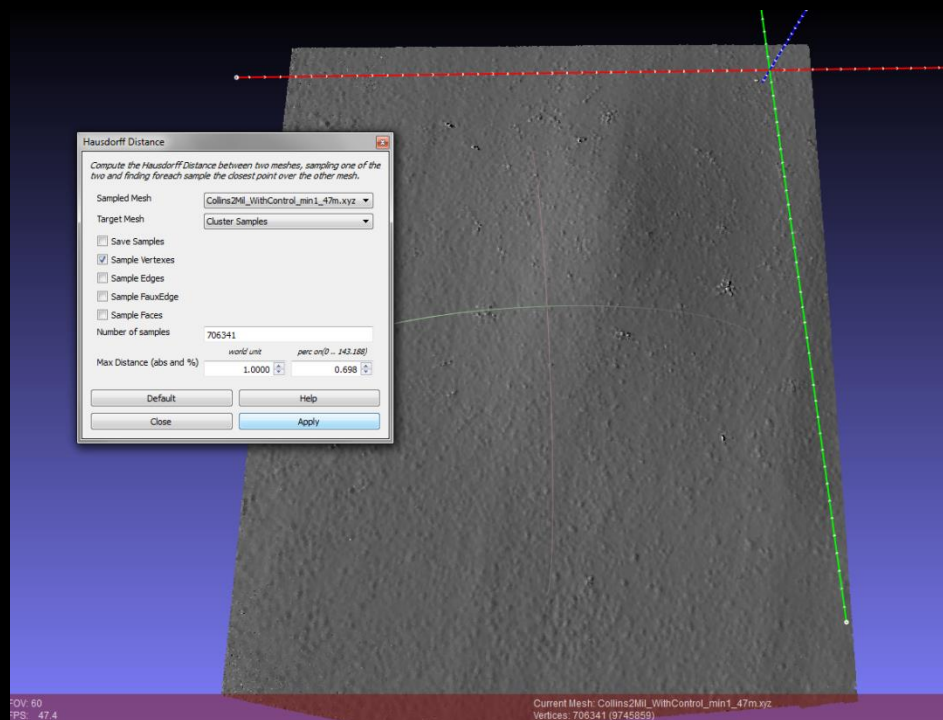 Hausdorff Distance
Compute the Hausdorff Distance between two meshes, sampling one of the
two and finding foreach sample the closest point over the other mesh.
Sampled Mesh Collins2Mil_WithControl_min1_47m.xyz
Target Mesh Cluster Samples
Save Samples
Sample Vertexes
Sample Edges
Sample FauxEdge
Sample Faces
Number of samples 706341
world unit perc on(0 ... 143.188)
Max Distance (abs and %) 1.0000 0.698
Default Help
Close Apply
FOV: 60 Current Mesh: Collins2Mil_WithControl_min1_47m.xyz
FPS: 47.4 Vertices: 706341 (9745859)